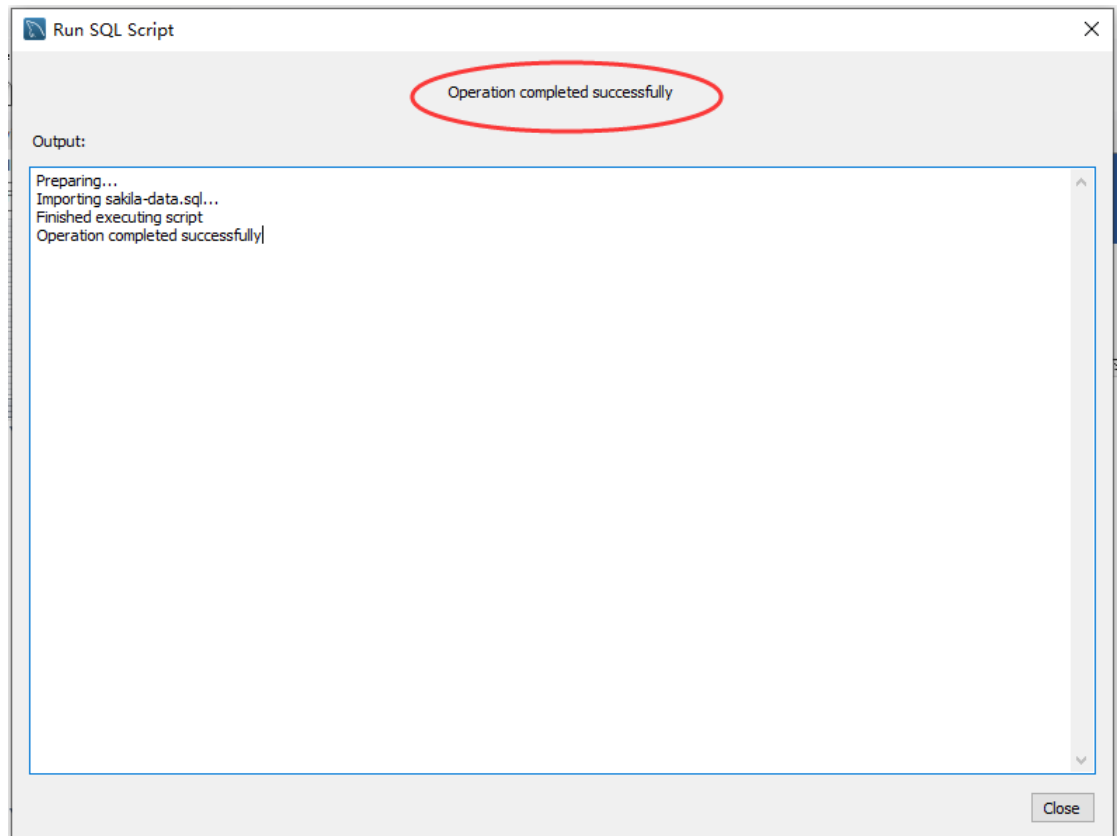 Run SQL Script
Operation completed successfully
Output:
Preparing...
Importing sakila-data.sql...
Finished executing script
Operation completed successfully
Close